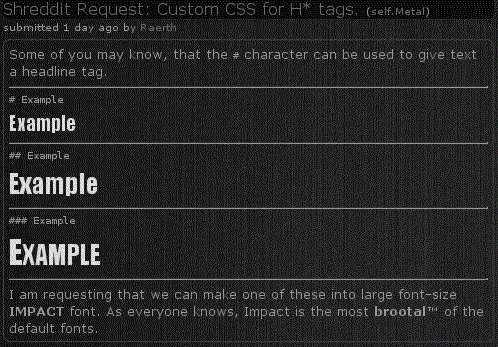 Shreddit Request: Custom CSS for H* tags. (self.Metal)
submitted 1 day ago by Raerth
Some of you may know, that the # character can be used to give text
a headline tag.
# Example
Example
## Example
Example
### Example
EXAMPLE
I am requesting that we can make one of these into large font-size
IMPACT font. As everyone knows, Impact is the most brootal™ of
the default fonts.